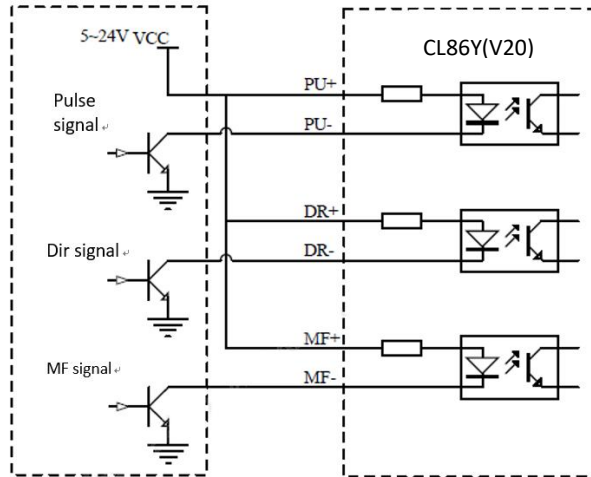 5~24V VCC
CL86Y(V20)
PU+
Pulse
signal
PU-
DR+
Dir signal
DR-
MF+
MF signal
MF-